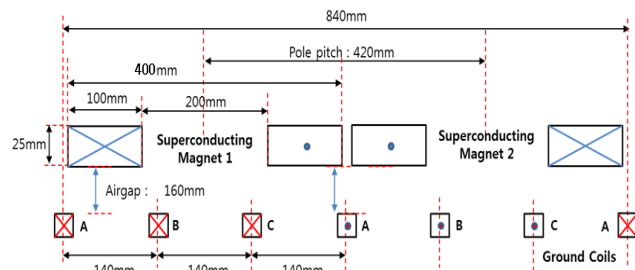 840mm
Pole pitch : 420mm
400mm
100mm
200mm
25mm
Superconducting
Magnet 1
Superconducting
Magnet 2
Airgap : 160mm
A
B
C
A
B
C
A
Ground Coils
140mm
140mm
140mm